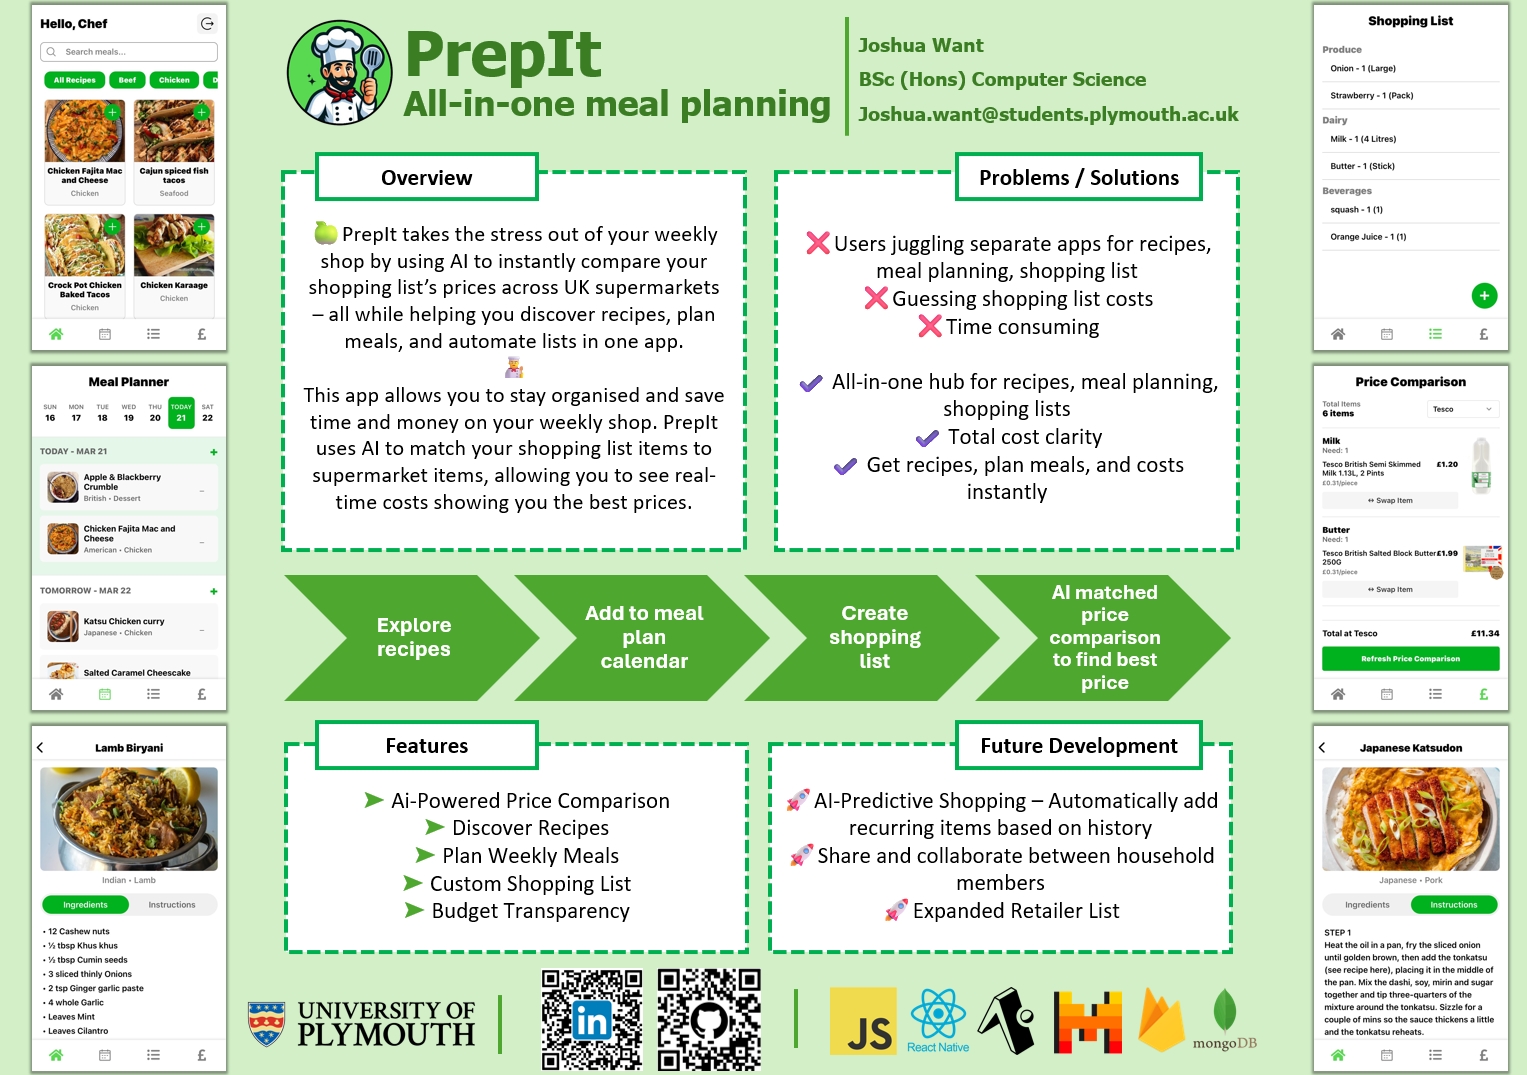 Hello, Chef
Search meals...
All Recipes
Beef
Chicken
D
Chicken Fajita Mac
and Cheese
Chicken
Cajun spiced fish
tacos
Seafood
Crock Pot Chicken
Baked Tacos
Chicken
Chicken Karaage
Chicken
Meal Planner
SUN MON TUE WED THU TODAY SAT
16 17 18 19 20 21 22
TODAY - MAR 21
+
Apple & Blackberry
Crumble
British • Dessert
Chicken Fajita Mac and
Cheese
American • Chicken
TOMORROW - MAR 22
+
Katsu Chicken curry
Japanese • Chicken
Salted Caramel Cheescake
Lamb Biryani
Indian • Lamb
Ingredients
Instructions
• 12 Cashew nuts
• ½ tbsp Khus khus
• ½ tbsp Cumin seeds
• 3 sliced thinly Onions
• 2 tsp Ginger garlic paste
• 4 whole Garlic
• Leaves Mint
• Leaves Cilantro
PrepIt
All-in-one meal planning
Joshua Want
BSc (Hons) Computer Science
Joshua.want@students.plymouth.ac.uk
Overview
🍏PrepIt takes the stress out of your weekly
shop by using AI to instantly compare your
shopping list’s prices across UK supermarkets
– all while helping you discover recipes, plan
meals, and automate lists in one app.
This app allows you to stay organised and save
time and money on your weekly shop. PrepIt
uses AI to match your shopping list items to
supermarket items, allowing you to see real-
time costs showing you the best prices.
Problems / Solutions
❌Users juggling separate apps for recipes,
meal planning, shopping list
❌Guessing shopping list costs
❌Time consuming
✔ All-in-one hub for recipes, meal planning,
shopping lists
✔ Total cost clarity
✔ Get recipes, plan meals, and costs
instantly
Explore
recipes
Add to meal
plan
calendar
Create
shopping
list
AI matched
price
comparison
to find best
price
Features
➤ Ai-Powered Price Comparison
➤ Discover Recipes
➤ Plan Weekly Meals
➤ Custom Shopping List
➤ Budget Transparency
Future Development
🚀AI-Predictive Shopping – Automatically add
recurring items based on history
🚀Share and collaborate between household
members
🚀Expanded Retailer List
UNIVERSITY OF
PLYMOUTH
in
JS
React Native
mongoDB
Shopping List
Produce
Onion - 1 (Large)
Strawberry - 1 (Pack)
Dairy
Milk - 1 (4 Litres)
Butter - 1 (Stick)
Beverages
squash - 1 (1)
Orange Juice - 1 (1)
+
£
Price Comparison
Total Items
6 items
Tesco
Milk
Need: 1
Tesco British Semi Skimmed
Milk 1.13L, 2 Pints
£1.20
£0.31/piece
↔ Swap Item
Butter
Need: 1
Tesco British Salted Block Butter
250G
£1.99
£0.31/piece
↔ Swap Item
Total at Tesco
£11.34
Refresh Price Comparison
£
Japanese Katsudon
Japanese • Pork
Ingredients
Instructions
STEP 1
Heat the oil in a pan, fry the sliced onion
until golden brown, then add the tonkatsu
(see recipe here), placing it in the middle of
the pan. Mix the dashi, soy, mirin and sugar
together and tip three-quarters of the
mixture around the tonkatsu. Sizzle for a
couple of mins so the sauce thickens a little
and the tonkatsu reheats.
£